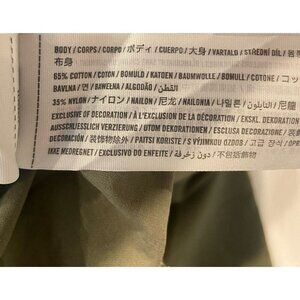 BODY / CORPS / CORPO / ボディ / CUERPO / 大身 / VARTALO / STŘEDNÍ DÍL /
布身
65% COTTON / COTON / BOMULD / KATOEN / BAUMWOLLE / BOMULL / COTONE / コッ
BAVLNA / 면 / BAWEŁNA / ALGODÃO / القطن
35% NYLON / ナイロン / NAILON / 尼龙 / NAILONIA / 나일론 / النايلون / 尼龍
EXCLUSIVE OF DECORATION / À L'EXCLUSION DE LA DÉCORATION / EKSKL. DEKORATION
AUSSCHLIESSLICH VERZIERUNG / UTOM DEKORATIONEN / ESCLUSA DECORAZIONE /
DECORACIÓN / 装饰物除外 / PAITSI KORISTE / S VÝJIMKOU OZDOB / 고급 장식 /
IKKE MEDREGNET / EXCLUSIVO DO ENFEITE / دون زخرفة / 不包括飾物